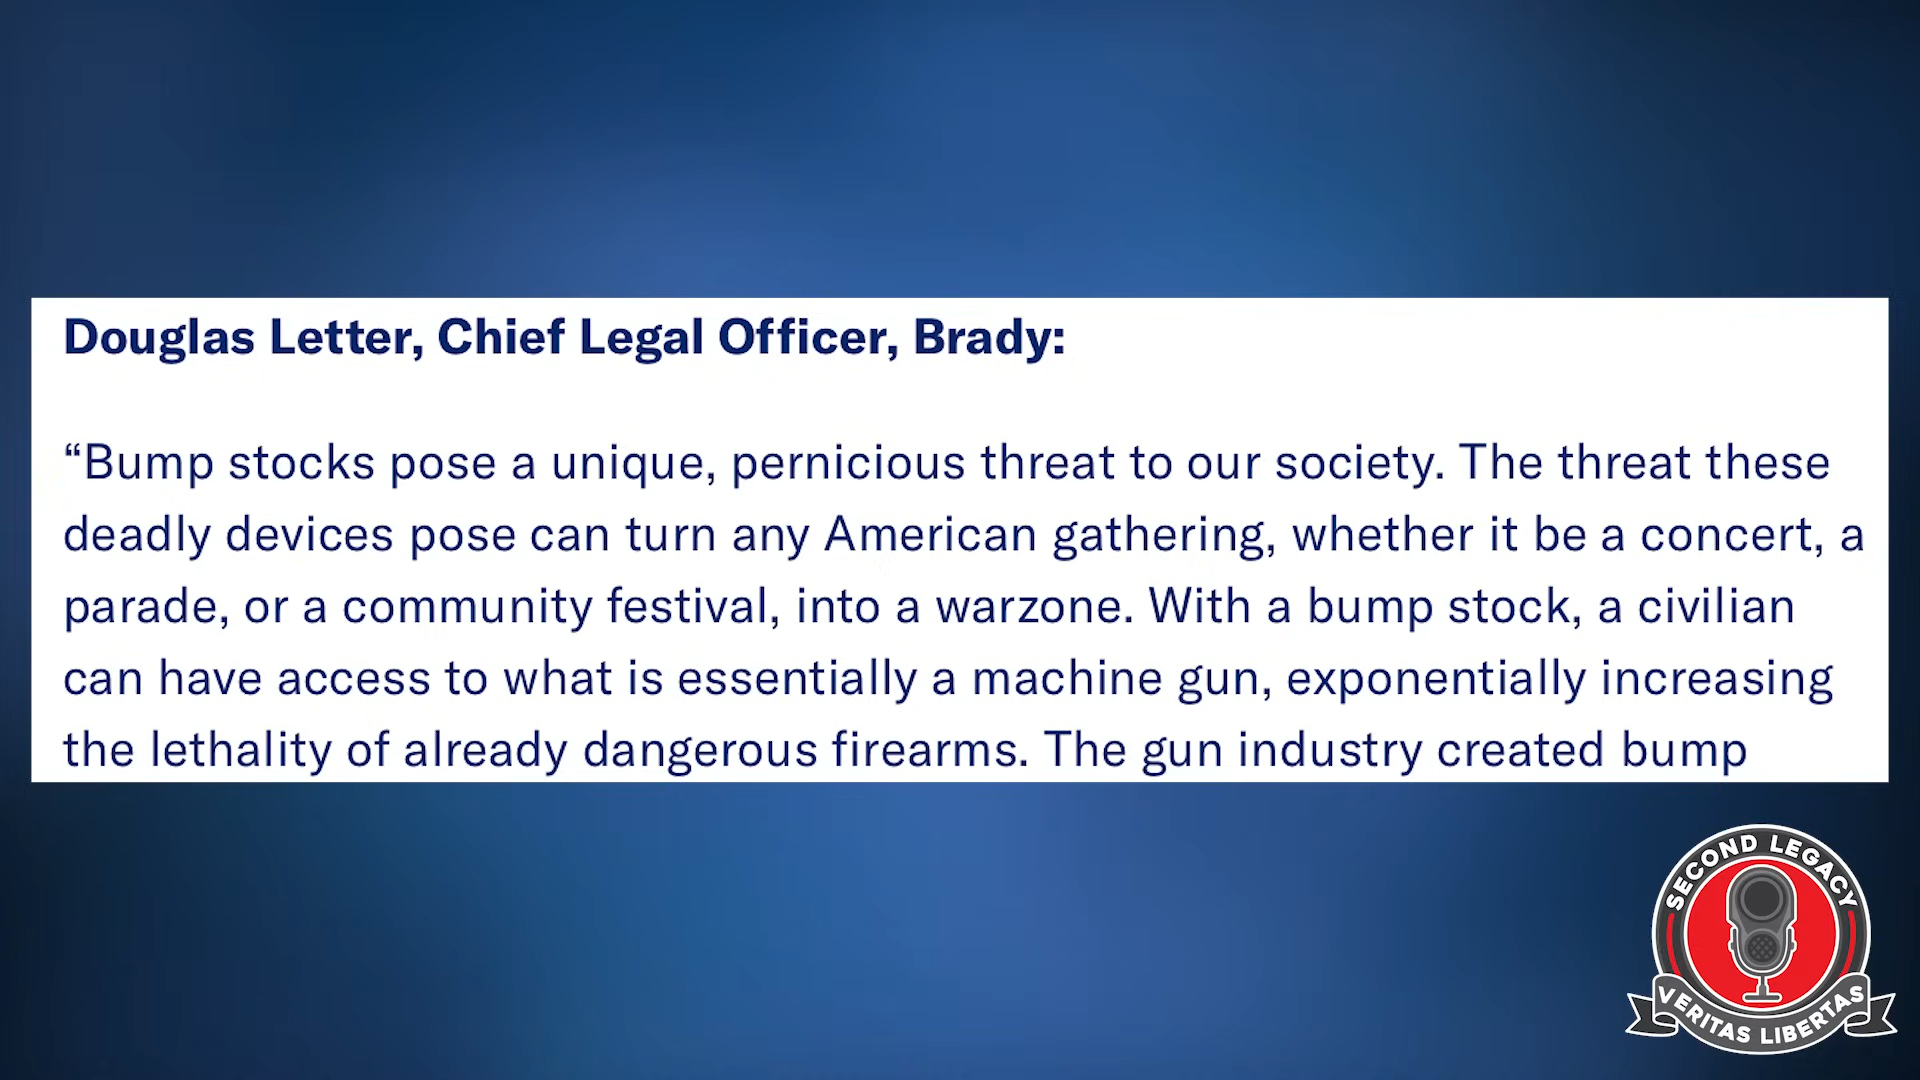 Douglas Letter, Chief Legal Officer, Brady:
“Bump stocks pose a unique, pernicious threat to our society. The threat these
deadly devices pose can turn any American gathering, whether it be a concert, a
parade, or a community festival, into a warzone. With a bump stock, a civilian
can have access to what is essentially a machine gun, exponentially increasing
the lethality of already dangerous firearms. The gun industry created bump
SECOND LEGACY
VERITAS LIBERTAS